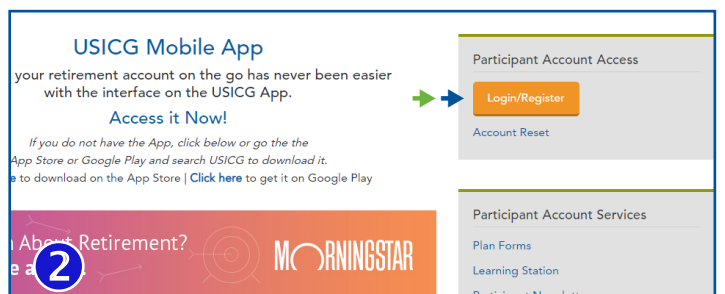 USICG Mobile App
your retirement account on the go has never been easier
with the interface on the USICG App.
Access it Now!
If you do not have the App, click below or go the the
App Store or Google Play and search USICG to download it.
e to download on the App Store | Click here to get it on Google Play
About Retirement?
MORNINGSTAR
2
Participant Account Access
Login/Register
Account Reset
Participant Account Services
Plan Forms
Learning Station
Participant